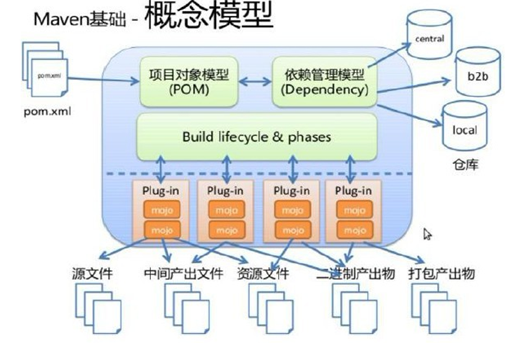 Maven基础 - 概念模型
central
b2b
local
仓库
pom.xml
pom.xml
项目对象模型
(POM)
依赖管理模型
(Dependency)
Build lifecycle & phases
Plug-in
mojo
mojo
Plug-in
mojo
mojo
Plug-in
mojo
mojo
Plug-in
mojo
mojo
源文件
中间产出文件
资源文件
二进制产出物
打包产出物